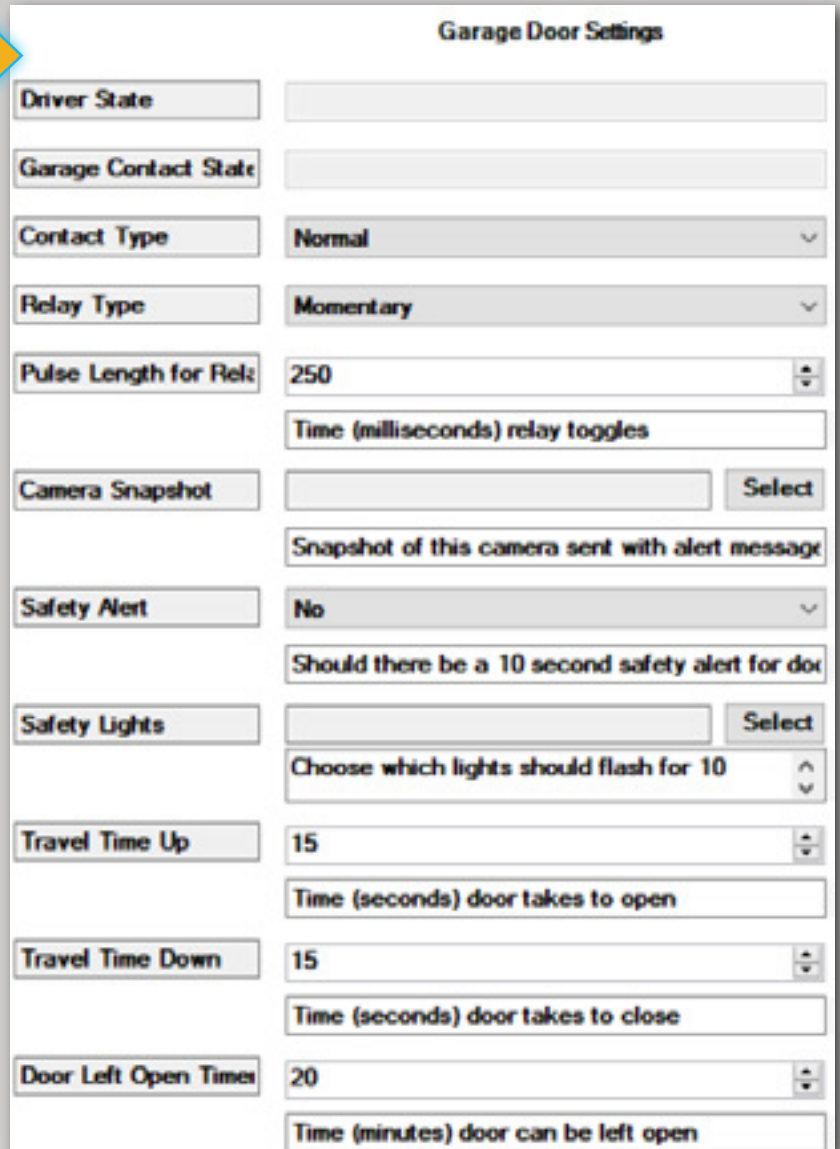 Garage Door Settings
Driver State
Garage Contact State
Contact Type Normal
Relay Type Momentary
Pulse Length for Rela 250
Time (milliseconds) relay toggles
Camera Snapshot Select
Snapshot of this camera sent with alert message
Safety Alert No
Should there be a 10 second safety alert for doo
Safety Lights Select
Choose which lights should flash for 10
Travel Time Up 15
Time (seconds) door takes to open
Travel Time Down 15
Time (seconds) door takes to close
Door Left Open Timer 20
Time (minutes) door can be left open